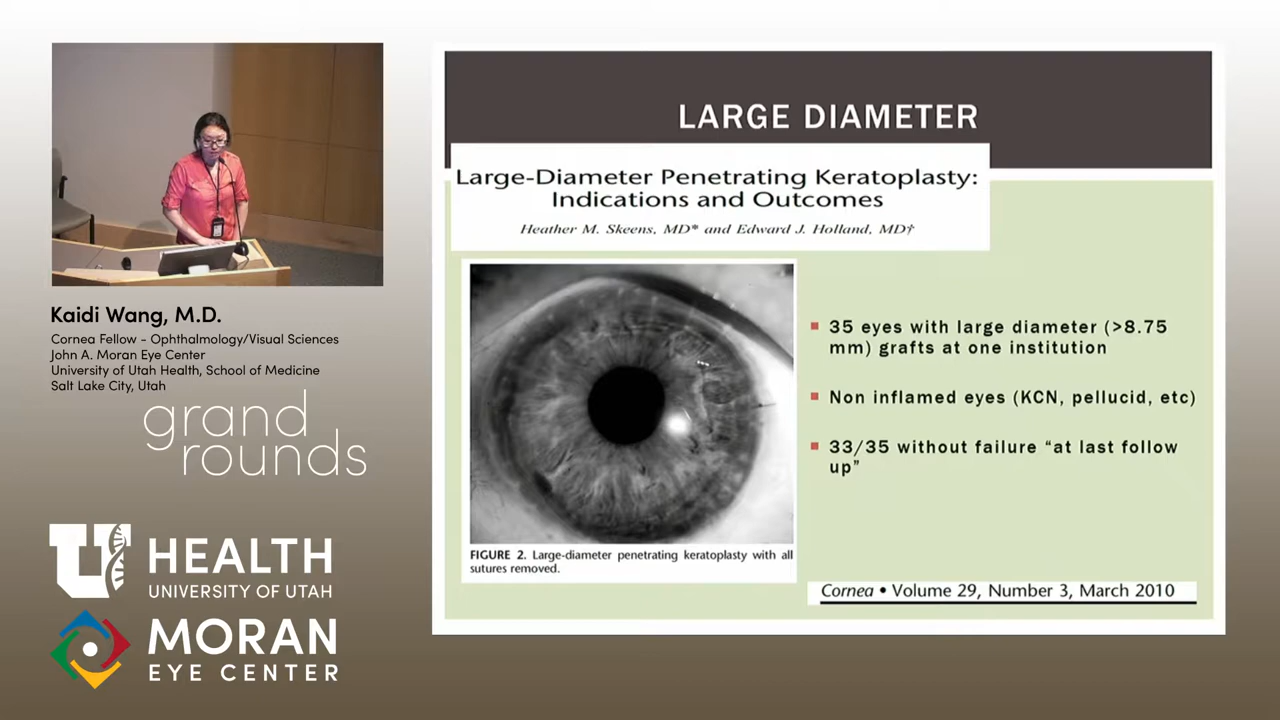 Kaidi Wang, M.D.
Cornea Fellow - Ophthalmology/Visual Sciences
John A. Moran Eye Center
University of Utah Health, School of Medicine
Salt Lake City, Utah
grand
rounds
U
HEALTH
UNIVERSITY OF UTAH
MORAN
EYE CENTER
LARGE DIAMETER
Large-Diameter Penetrating Keratoplasty:
Indications and Outcomes
Heather M. Skeens, MD* and Edward J. Holland, MD†
FIGURE 2. Large-diameter penetrating keratoplasty with all
sutures removed.
▪ 35 eyes with large diameter (>8.75
mm) grafts at one institution
▪ Non inflamed eyes (KCN, pellucid, etc)
▪ 33/35 without failure “at last follow
up”
Cornea • Volume 29, Number 3, March 2010